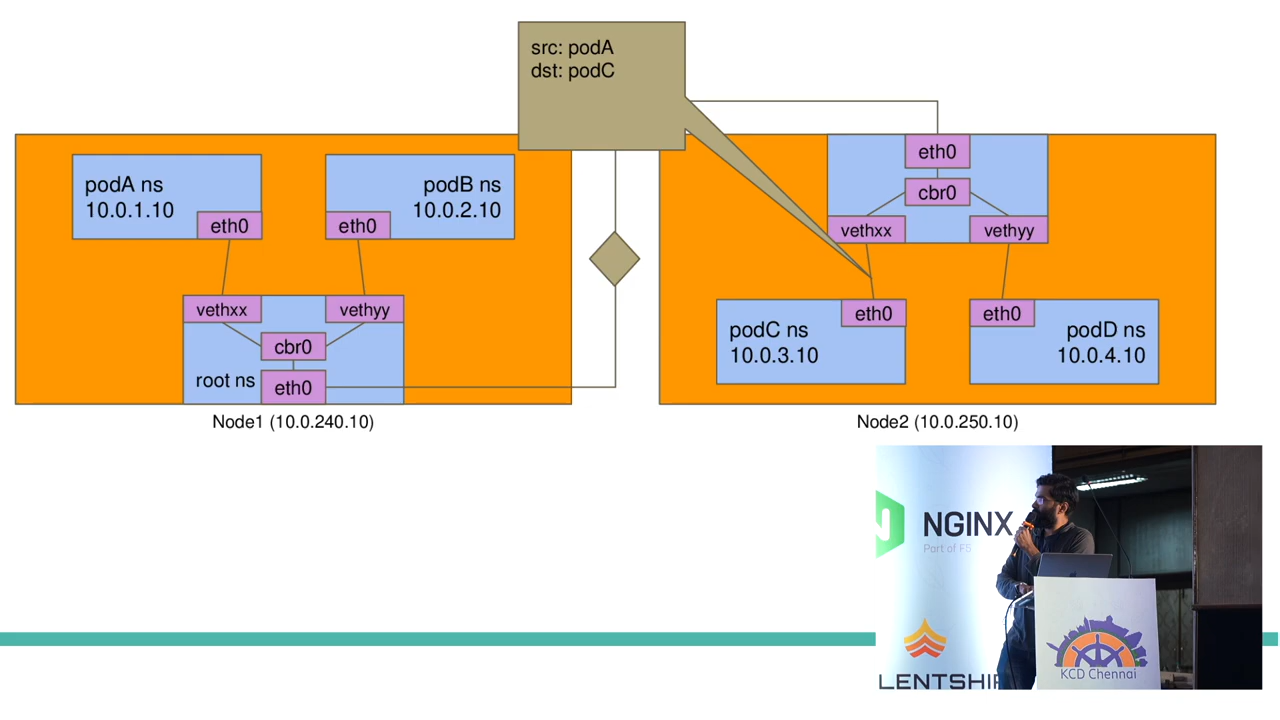 src: podA
dst: podC
podA ns
10.0.1.10
eth0
podB ns
10.0.2.10
eth0
vethxx
vethyy
cbr0
root ns
eth0
Node1 (10.0.240.10)
eth0
cbr0
vethxx
vethyy
podC ns
10.0.3.10
eth0
podD ns
10.0.4.10
eth0
Node2 (10.0.250.10)
NGINX
Part of F5
LENTSHI
KCD Chennai